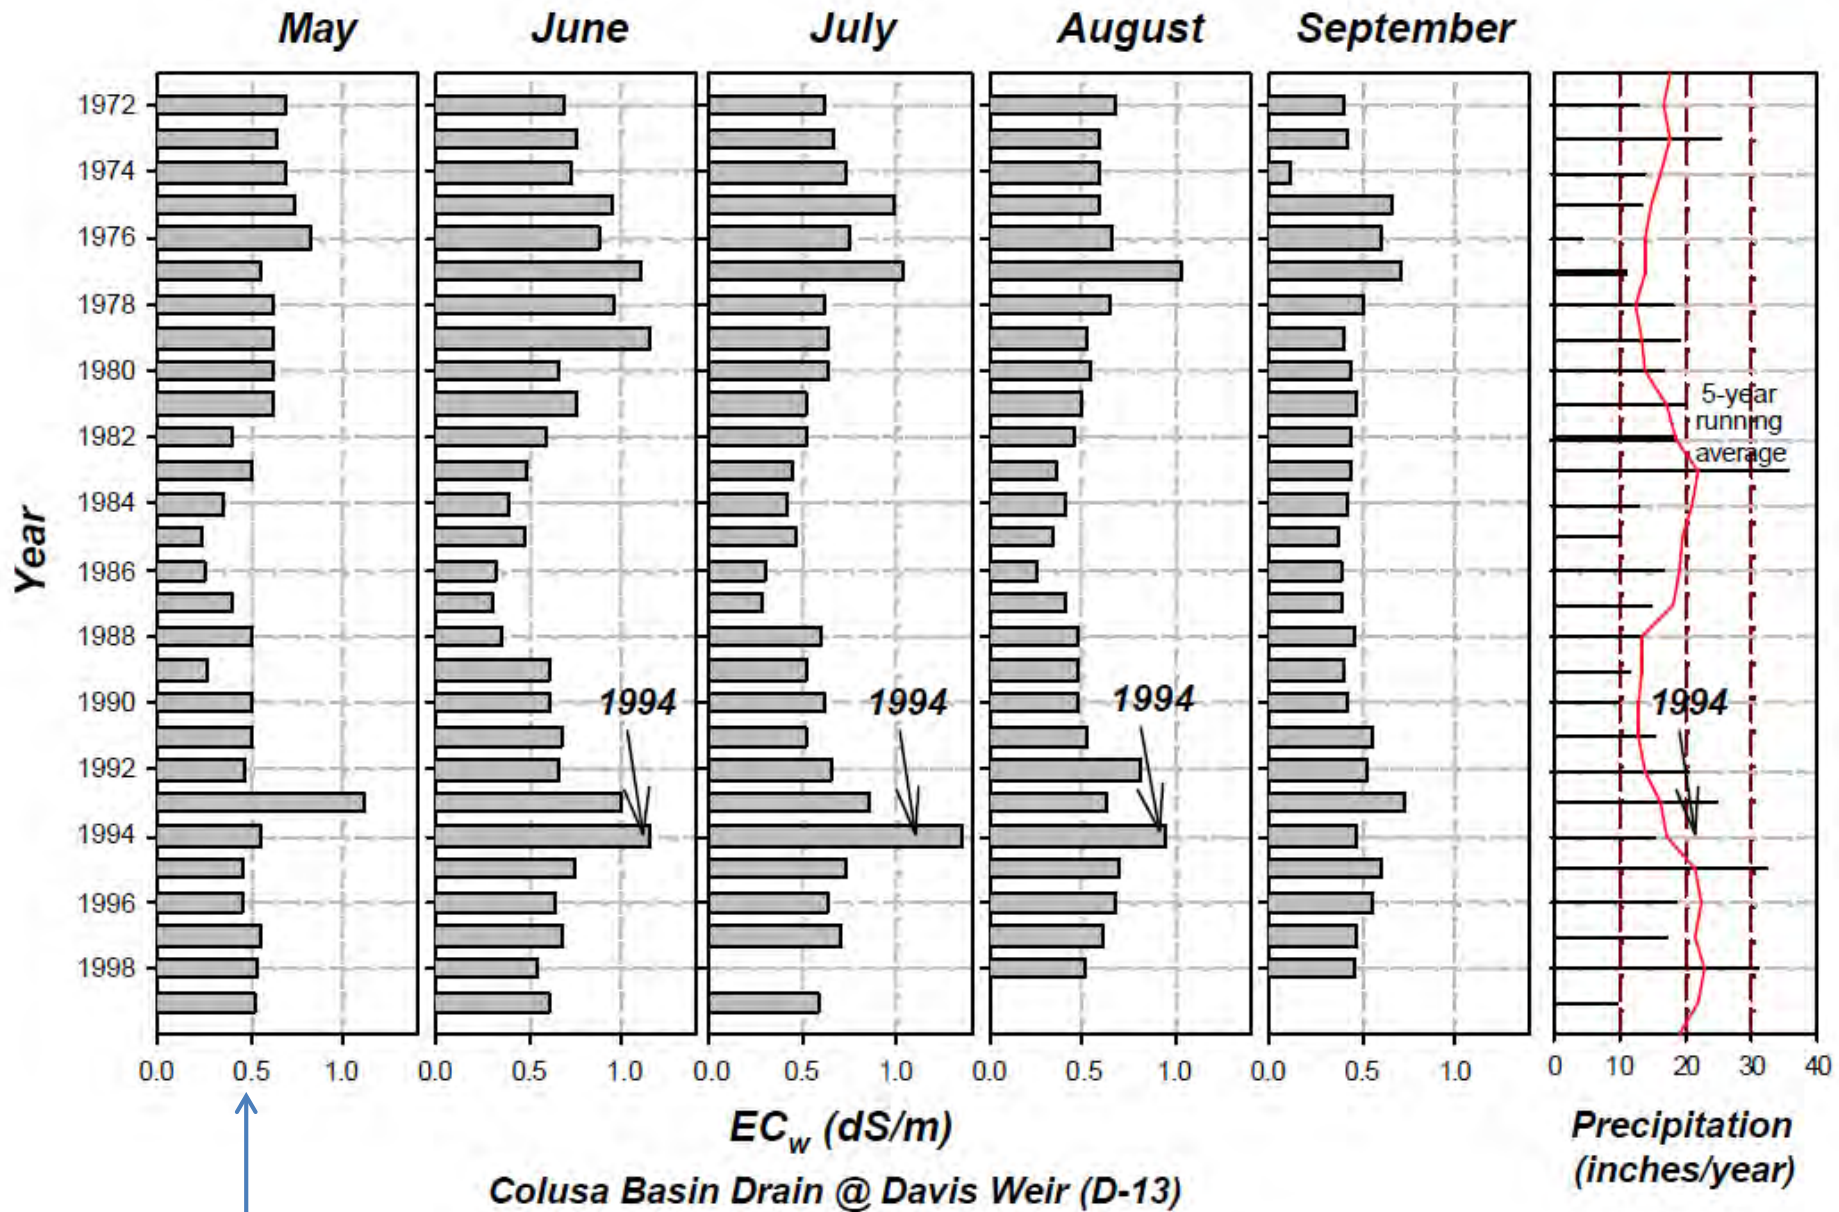 May June July August September
1972
1974
1976
1978
1980
5-year
running
1982
average
1984
Year
1986
1988
1990
1994 1994 1994 1994
1992
1994
1996
1998
0.0 0.5 1.0 0.0 0.5 1.0 0.0 0.5 1.0 0.0 0.5 1.0 0.0 0.5 1.0 0 10 20 30 40
ECw (dS/m)
Precipitation
(inches/year)
Colusa Basin Drain @ Davis Weir (D-13)